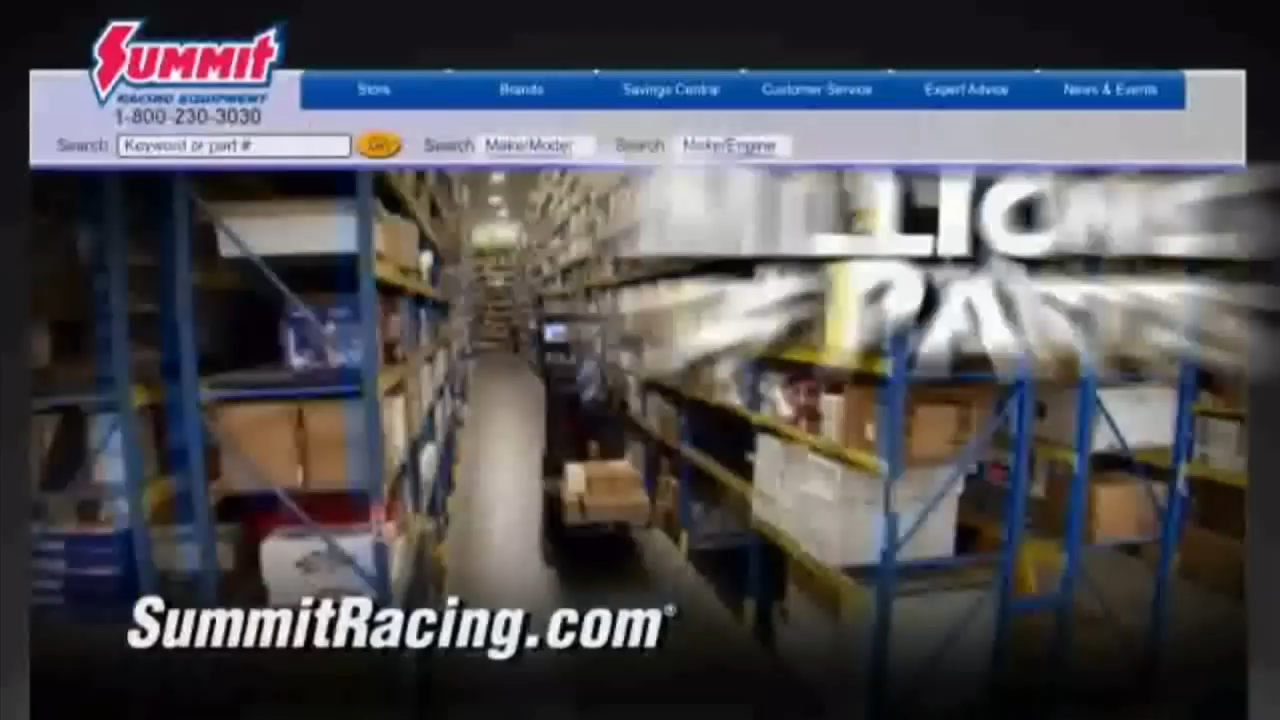 SUMMIT
RACING EQUIPMENT
1-800-230-3030
Store Brands Savings Central Customer Service Expert Advice News & Events
Search Keyword or part # GO Search Make/Model Search Make/Engine
SummitRacing.com®